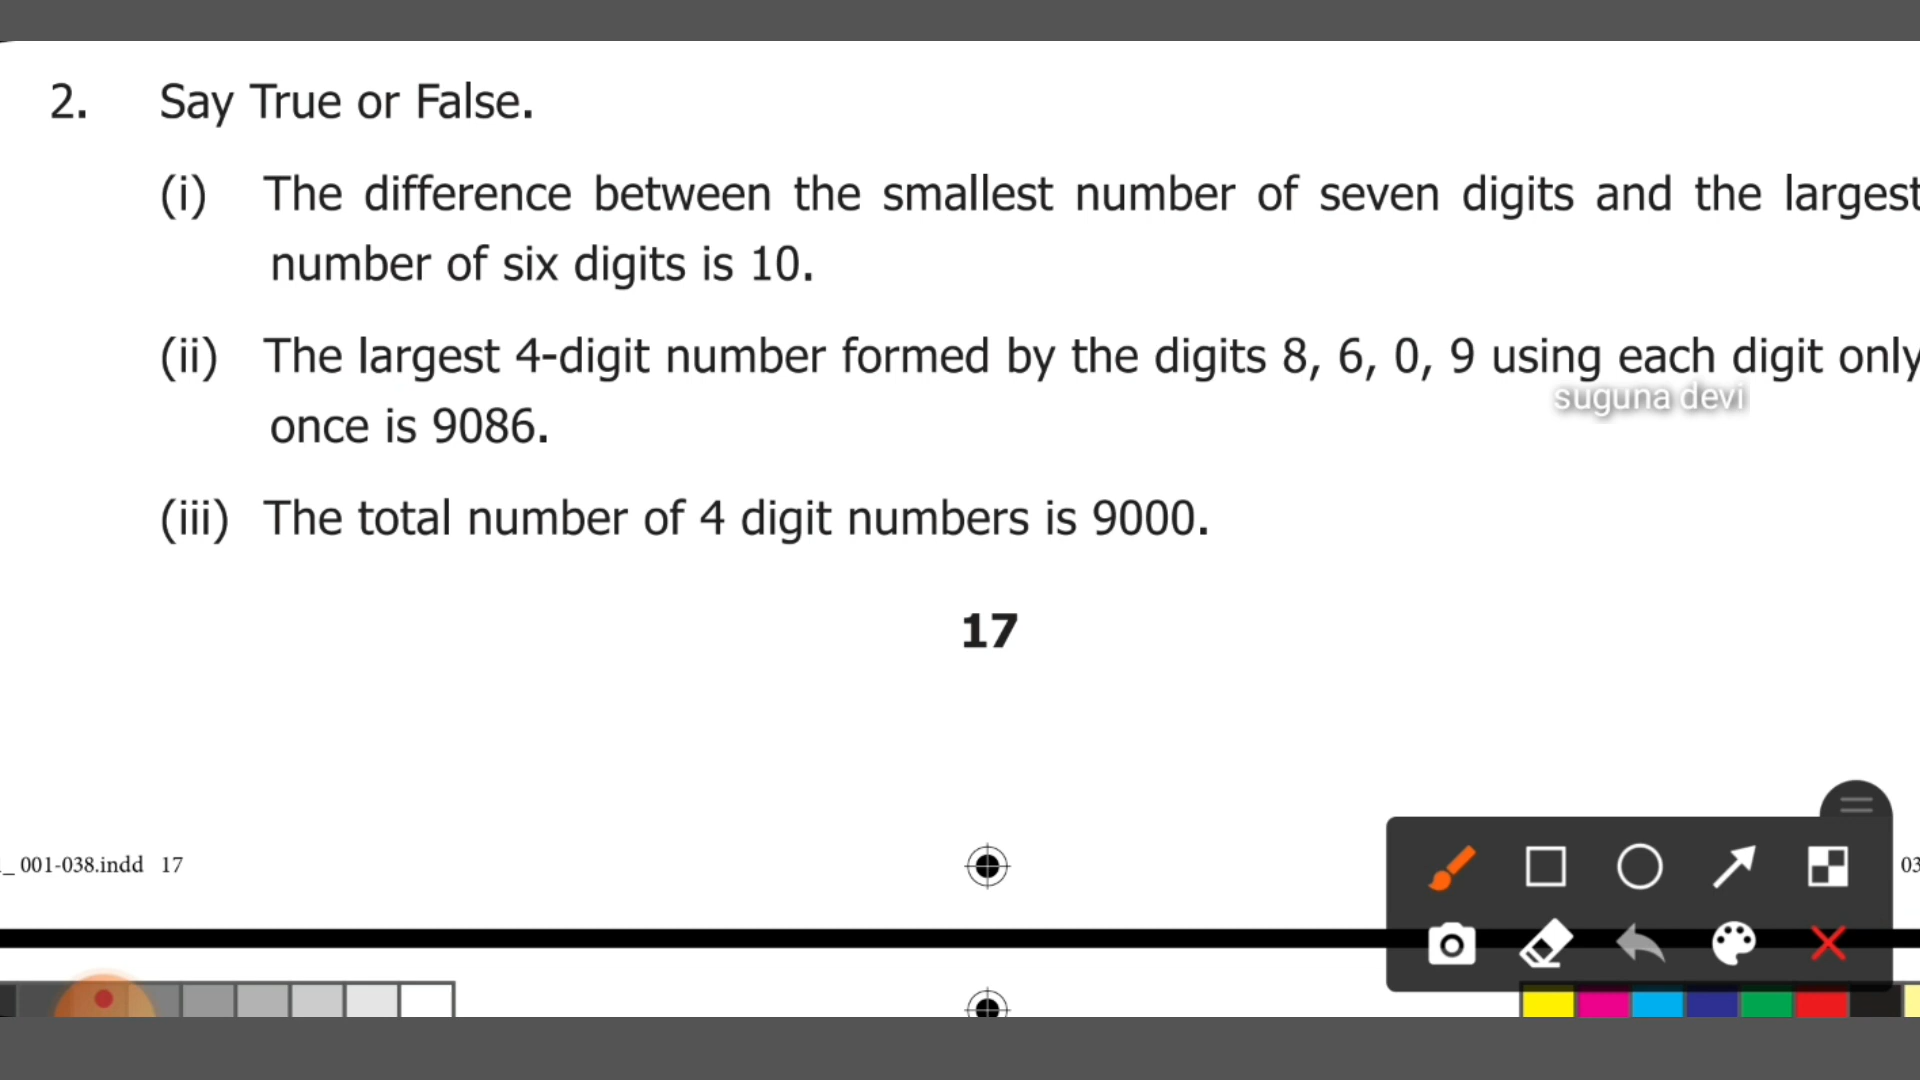 2. Say True or False.
(i) The difference between the smallest number of seven digits and the largest
number of six digits is 10.
(ii) The largest 4-digit number formed by the digits 8, 6, 0, 9 using each digit only
suguna devi
once is 9086.
(iii) The total number of 4 digit numbers is 9000.
17
_ 001-038.indd 17
03